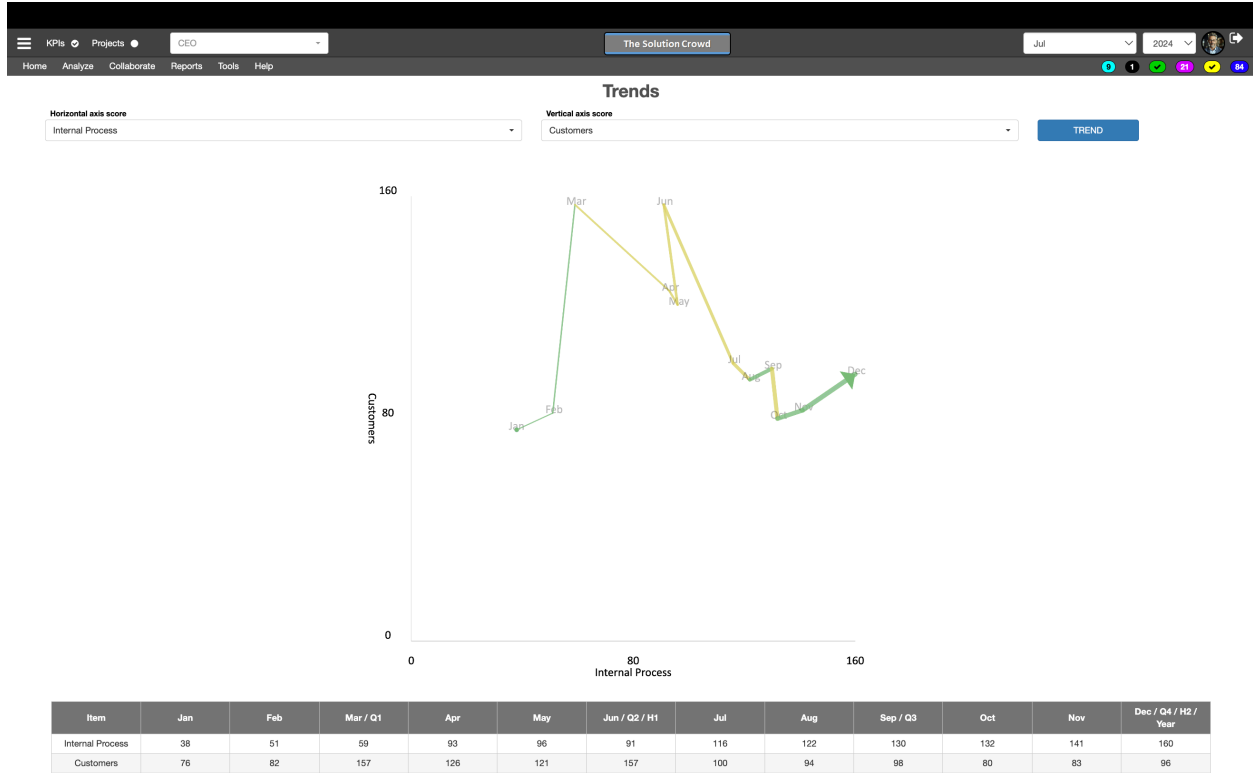 KPIs Projects CEO The Solution Crowd Jul 2024
Home Analyze Collaborate Reports Tools Help 9 1 21 84
Trends
Horizontal axis score Vertical axis score
Internal Process Customers TREND
160
Mar Jun
Apr
May
Jul Sep
Aug Dec
Customers
80
Feb Oct Nov
Jan
0
0 80 160
Internal Process
Item Jan Feb Mar / Q1 Apr May Jun / Q2 / H1 Jul Aug Sep / Q3 Oct Nov Dec / Q4 / H2 / Year
Internal Process 38 51 59 93 96 91 116 122 130 132 141 160
Customers 76 82 157 126 121 157 100 94 98 80 83 96